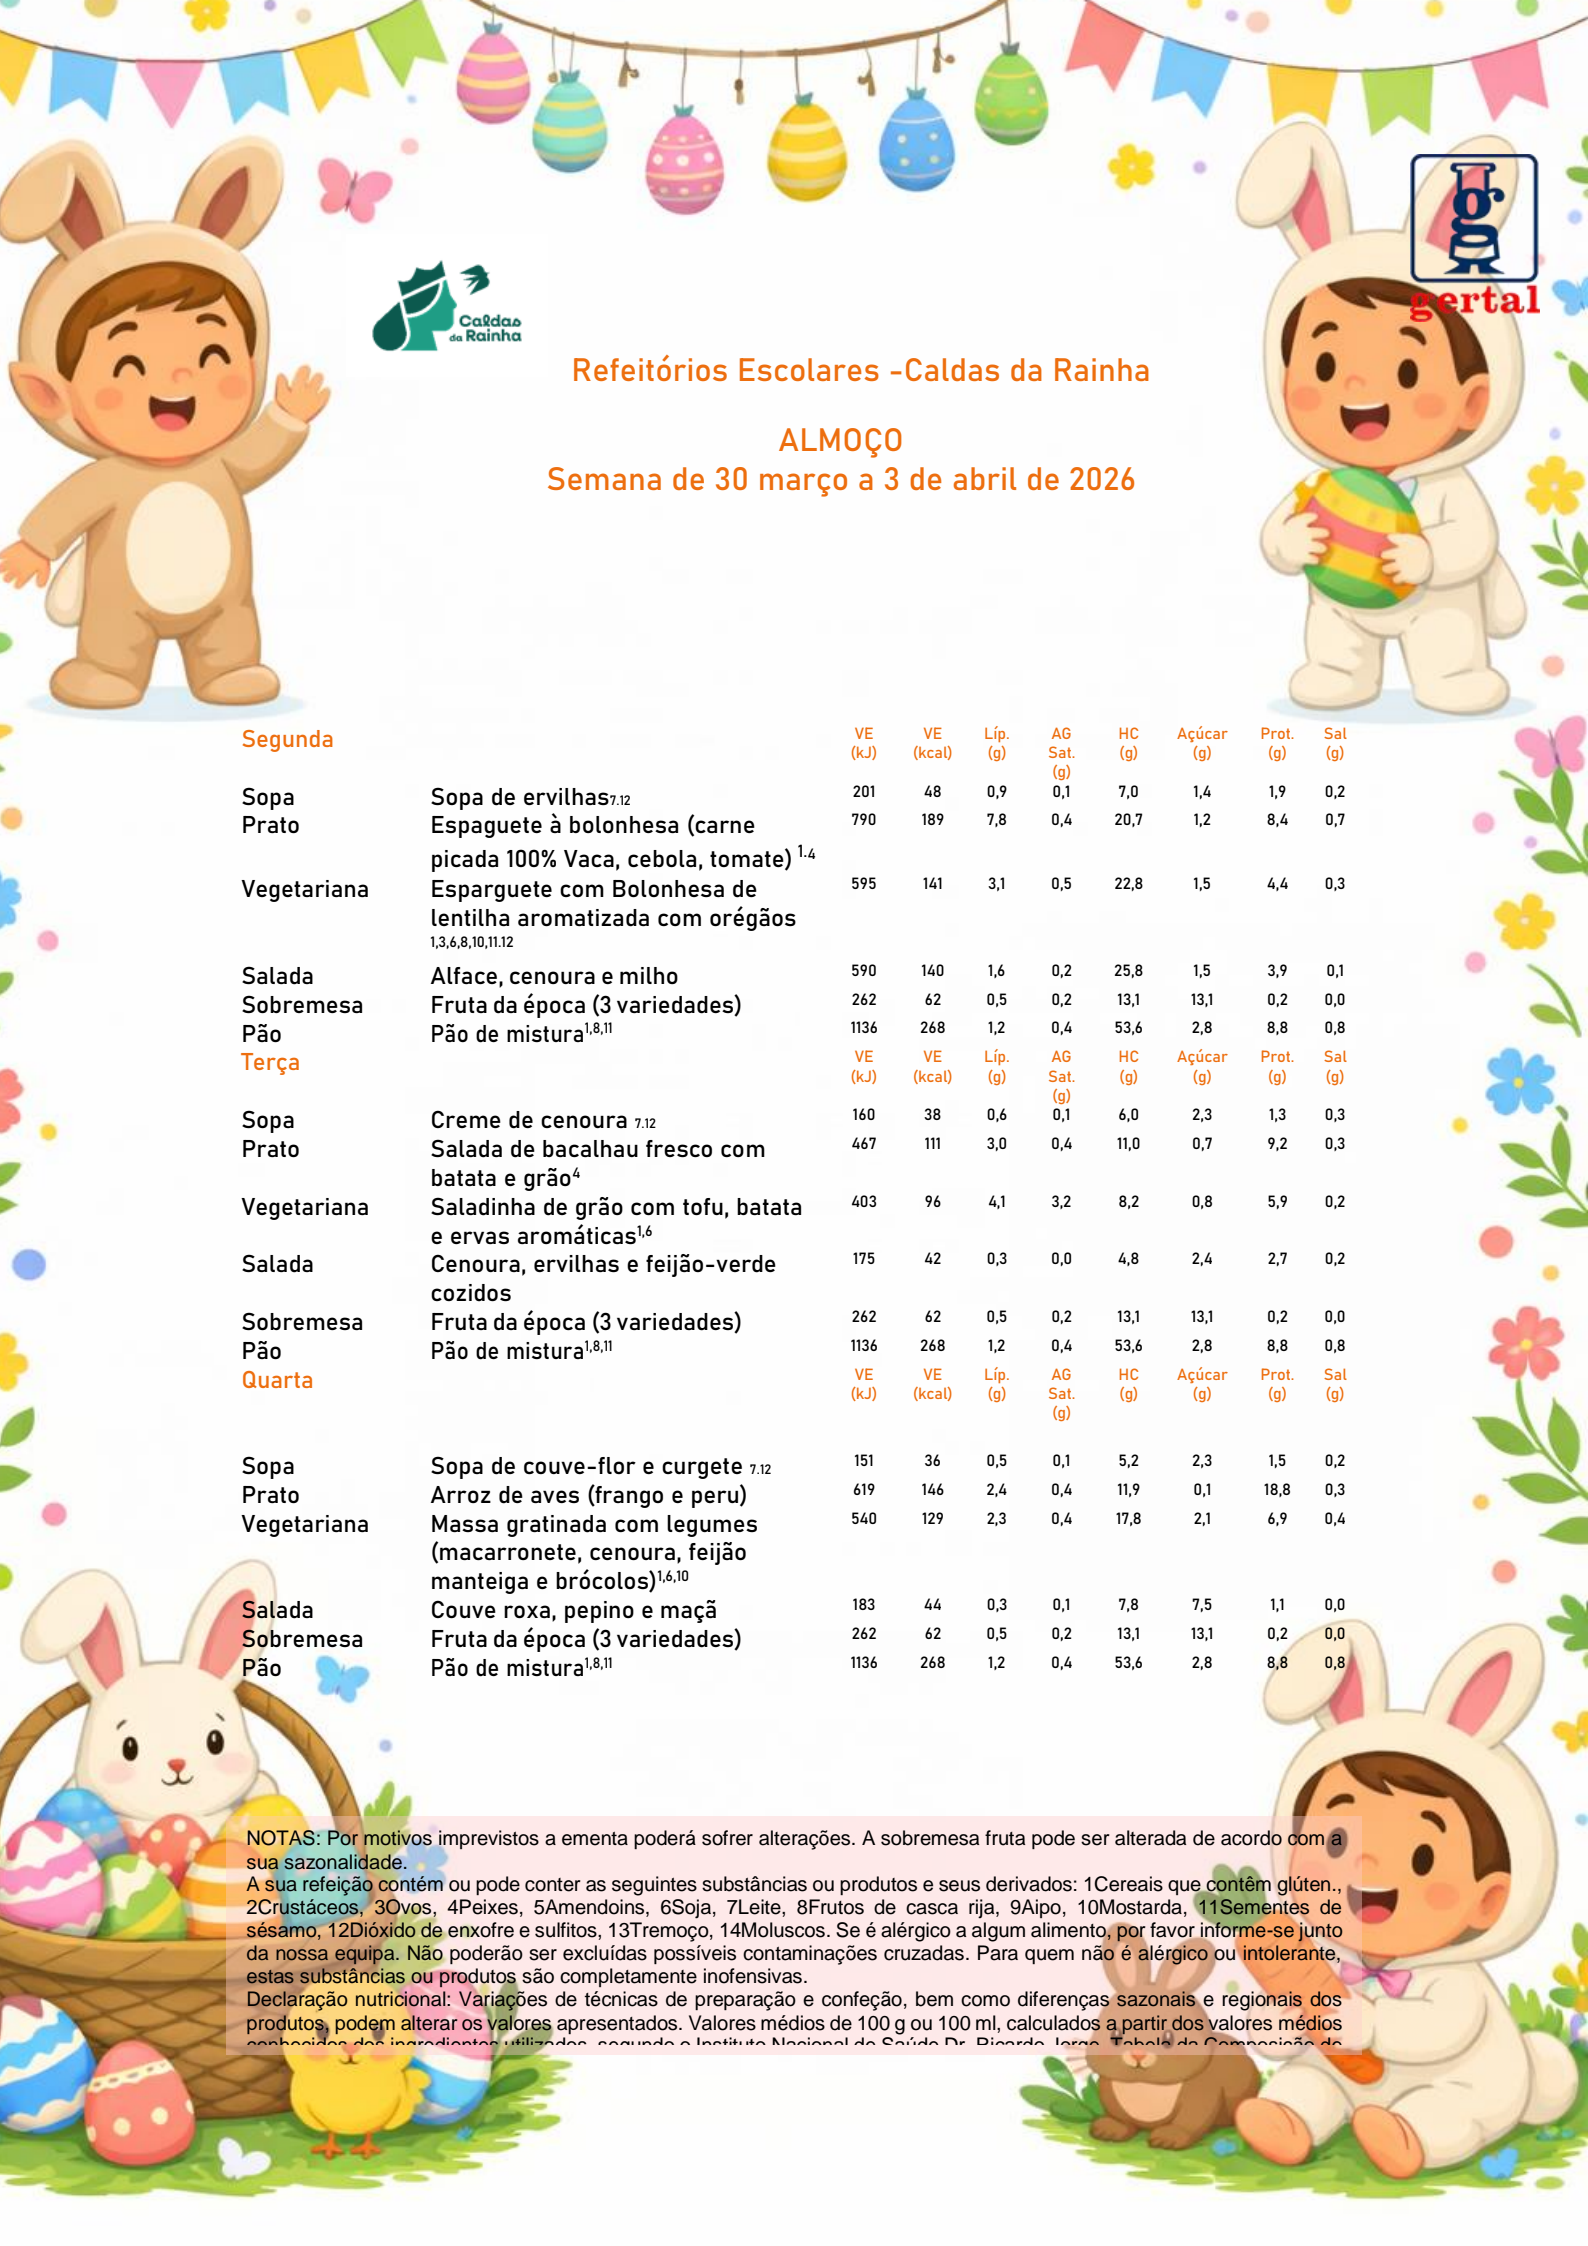 Caldas
da Rainha
g
gertal
Refeitórios Escolares -Caldas da Rainha
ALMOÇO
Semana de 30 março a 3 de abril de 2026
Segunda VE (kJ) VE (kcal) Líp. (g) AG Sat. (g) HC (g) Açúcar (g) Prot. (g) Sal (g)
Sopa Sopa de ervilhas7.12 201 48 0,9 0,1 7,0 1,4 1,9 0,2
Prato Espaguete à bolonhesa (carne 790 189 7,8 0,4 20,7 1,2 8,4 0,7
picada 100% Vaca, cebola, tomate) 1.4
Vegetariana Esparguete com Bolonhesa de 595 141 3,1 0,5 22,8 1,5 4,4 0,3
lentilha aromatizada com orégãos
1,3,6,8,10,11.12
Salada Alface, cenoura e milho 590 140 1,6 0,2 25,8 1,5 3,9 0,1
Sobremesa Fruta da época (3 variedades) 262 62 0,5 0,2 13,1 13,1 0,2 0,0
Pão Pão de mistura1,8,11 1136 268 1,2 0,4 53,6 2,8 8,8 0,8
Terça VE (kJ) VE (kcal) Líp. (g) AG Sat. (g) HC (g) Açúcar (g) Prot. (g) Sal (g)
Sopa Creme de cenoura 7.12 160 38 0,6 0,1 6,0 2,3 1,3 0,3
Prato Salada de bacalhau fresco com 467 111 3,0 0,4 11,0 0,7 9,2 0,3
batata e grão4
Vegetariana Saladinha de grão com tofu, batata 403 96 4,1 3,2 8,2 0,8 5,9 0,2
e ervas aromáticas1,6
Salada Cenoura, ervilhas e feijão-verde 175 42 0,3 0,0 4,8 2,4 2,7 0,2
cozidos
Sobremesa Fruta da época (3 variedades) 262 62 0,5 0,2 13,1 13,1 0,2 0,0
Pão Pão de mistura1,8,11 1136 268 1,2 0,4 53,6 2,8 8,8 0,8
Quarta VE (kJ) VE (kcal) Líp. (g) AG Sat. (g) HC (g) Açúcar (g) Prot. (g) Sal (g)
Sopa Sopa de couve-flor e curgete 7.12 151 36 0,5 0,1 5,2 2,3 1,5 0,2
Prato Arroz de aves (frango e peru) 619 146 2,4 0,4 11,9 0,1 18,8 0,3
Vegetariana Massa gratinada com legumes 540 129 2,3 0,4 17,8 2,1 6,9 0,4
(macarronete, cenoura, feijão
manteiga e brócolos)1,6,10
Salada Couve roxa, pepino e maçã 183 44 0,3 0,1 7,8 7,5 1,1 0,0
Sobremesa Fruta da época (3 variedades) 262 62 0,5 0,2 13,1 13,1 0,2 0,0
Pão Pão de mistura1,8,11 1136 268 1,2 0,4 53,6 2,8 8,8 0,8
NOTAS: Por motivos imprevistos a ementa poderá sofrer alterações. A sobremesa fruta pode ser alterada de acordo com a
sua sazonalidade.
A sua refeição contém ou pode conter as seguintes substâncias ou produtos e seus derivados: 1Cereais que contêm glúten.,
2Crustáceos, 3Ovos, 4Peixes, 5Amendoins, 6Soja, 7Leite, 8Frutos de casca rija, 9Aipo, 10Mostarda, 11Sementes de
sésamo, 12Dióxido de enxofre e sulfitos, 13Tremoço, 14Moluscos. Se é alérgico a algum alimento, por favor informe-se junto
da nossa equipa. Não poderão ser excluídas possíveis contaminações cruzadas. Para quem não é alérgico ou intolerante,
estas substâncias ou produtos são completamente inofensivas.
Declaração nutricional: Variações de técnicas de preparação e confeção, bem como diferenças sazonais e regionais dos
produtos, podem alterar os valores apresentados. Valores médios de 100 g ou 100 ml, calculados a partir dos valores médios
conhecidos dos ingredientes utilizados, segundo o Instituto Nacional de Saúde Dr. Ricardo Jorge, Tabela da Composição de